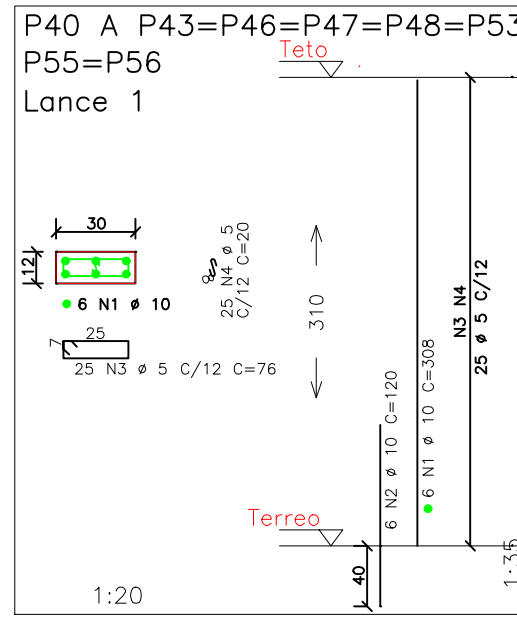 P40 A P43=P46=P47=P48=P53
P55=P56
Lance 1
Teto
30
12
6 N1 ø 10
25
7
25 N3 ø 5 C/12 C=76
25 N4 ø 5
C/12 C=20
310
6 N2 ø 10 C=120
6 N1 ø 10 C=308
N3 N4
25 ø 5 C/12
Terreo
40
1:20
1:35